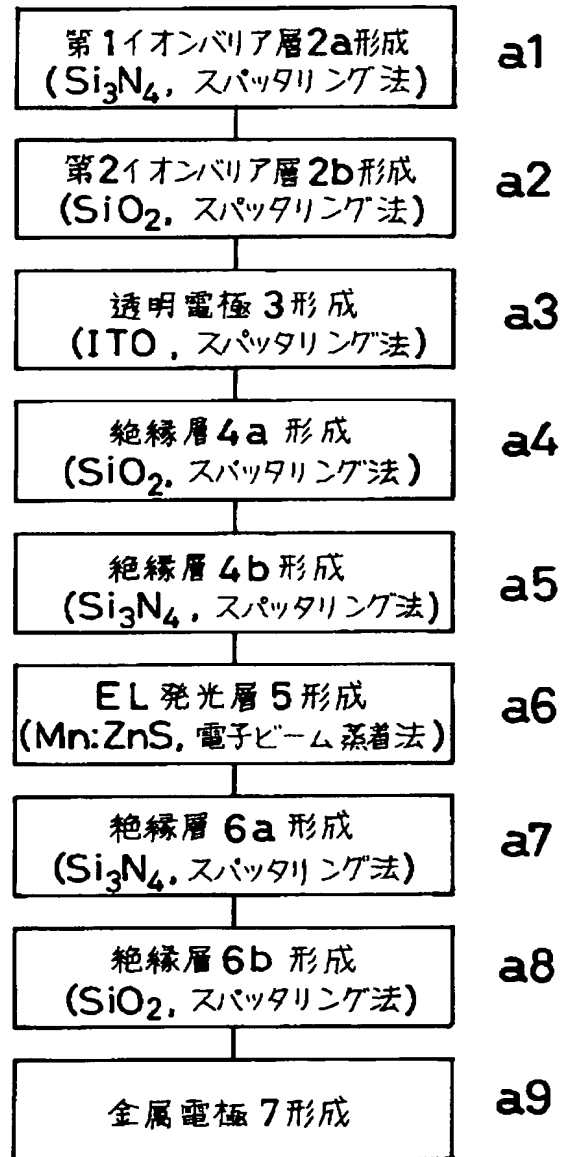 第1イオンバリア層2a形成
(Si₃N₄, スパッタリング法)
a1
第2イオンバリア層2b形成
(SiO₂, スパッタリング法)
a2
透明電極3形成
(ITO, スパッタリング法)
a3
絶縁層4a 形成
(SiO₂, スパッタリング法)
a4
絶縁層4b形成
(Si₃N₄, スパッタリング法)
a5
EL発光層5形成
(Mn:ZnS, 電子ビーム蒸着法)
a6
絶縁層6a 形成
(Si₃N₄, スパッタリング法)
a7
絶縁層6b 形成
(SiO₂, スパッタリング法)
a8
金属電極7形成
a9